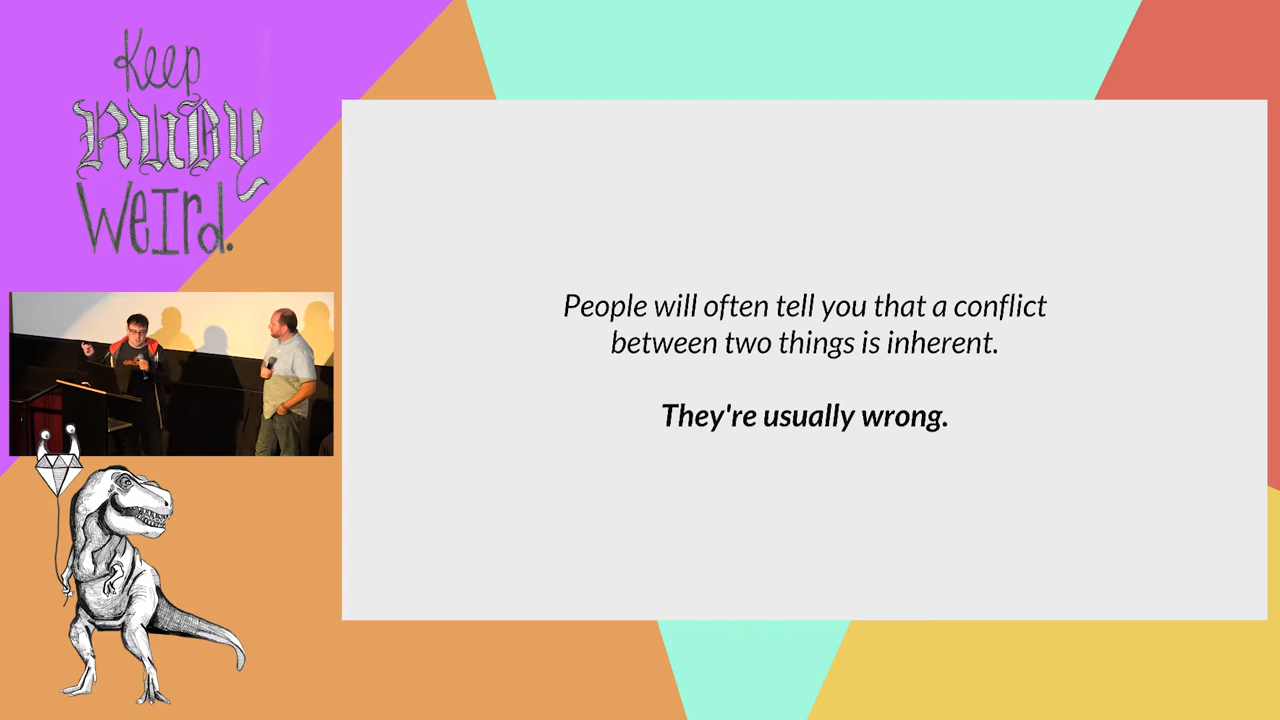 Keep
RUBY
Weird.
People will often tell you that a conflict
between two things is inherent.
They're usually wrong.